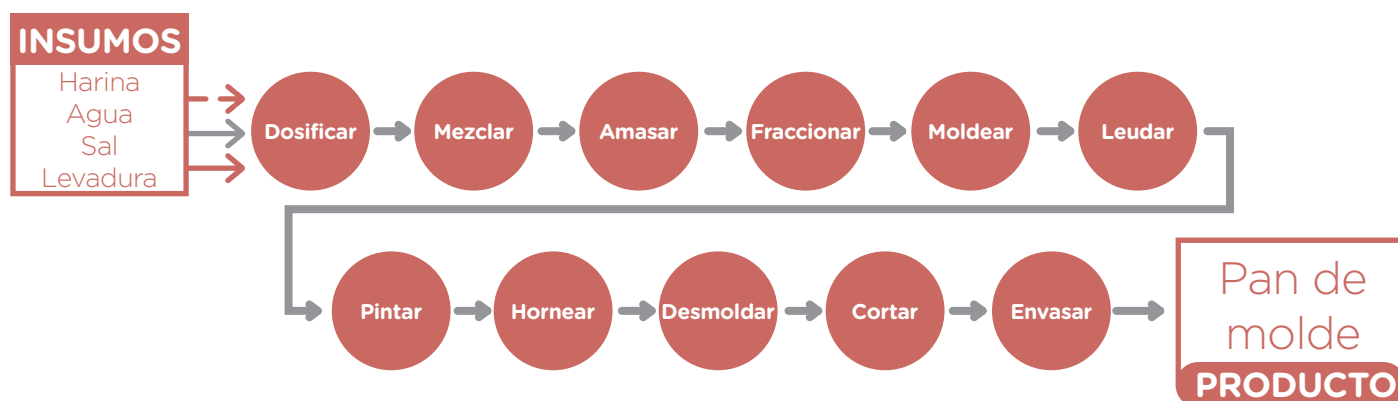 INSUMOS
Harina
Agua
Sal
Levadura
Dosificar
Mezclar
Amasar
Fraccionar
Moldear
Leudar
Pintar
Hornear
Desmoldar
Cortar
Envasar
Pan de
molde
PRODUCTO